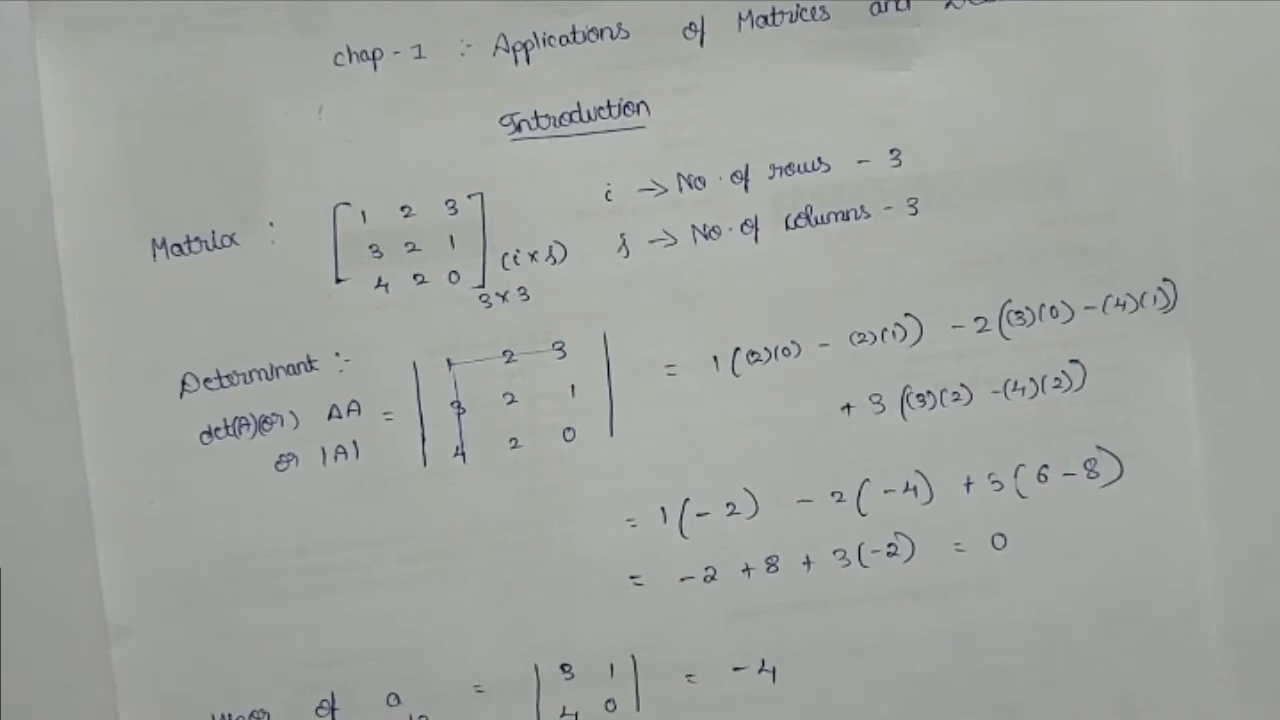 chap - 1 :- Applications of Matrices and
Introduction
Matrix : [ 1 2 3 i → No. of rows - 3
3 2 1 (i×j) j → No. of columns - 3
4 2 0 ] 3×3
Determinant :- | 1 2 3 | = 1((2)(0) - (2)(1)) - 2((3)(0) - (4)(1))
det(A)(or) ΔA = 3 2 1 + 3((3)(2) - (4)(2))
or |A| 4 2 0
= 1(-2) - 2(-4) + 3(6-8)
= -2 + 8 + 3(-2) = 0
of a = | 3 1 | = -4
4 0